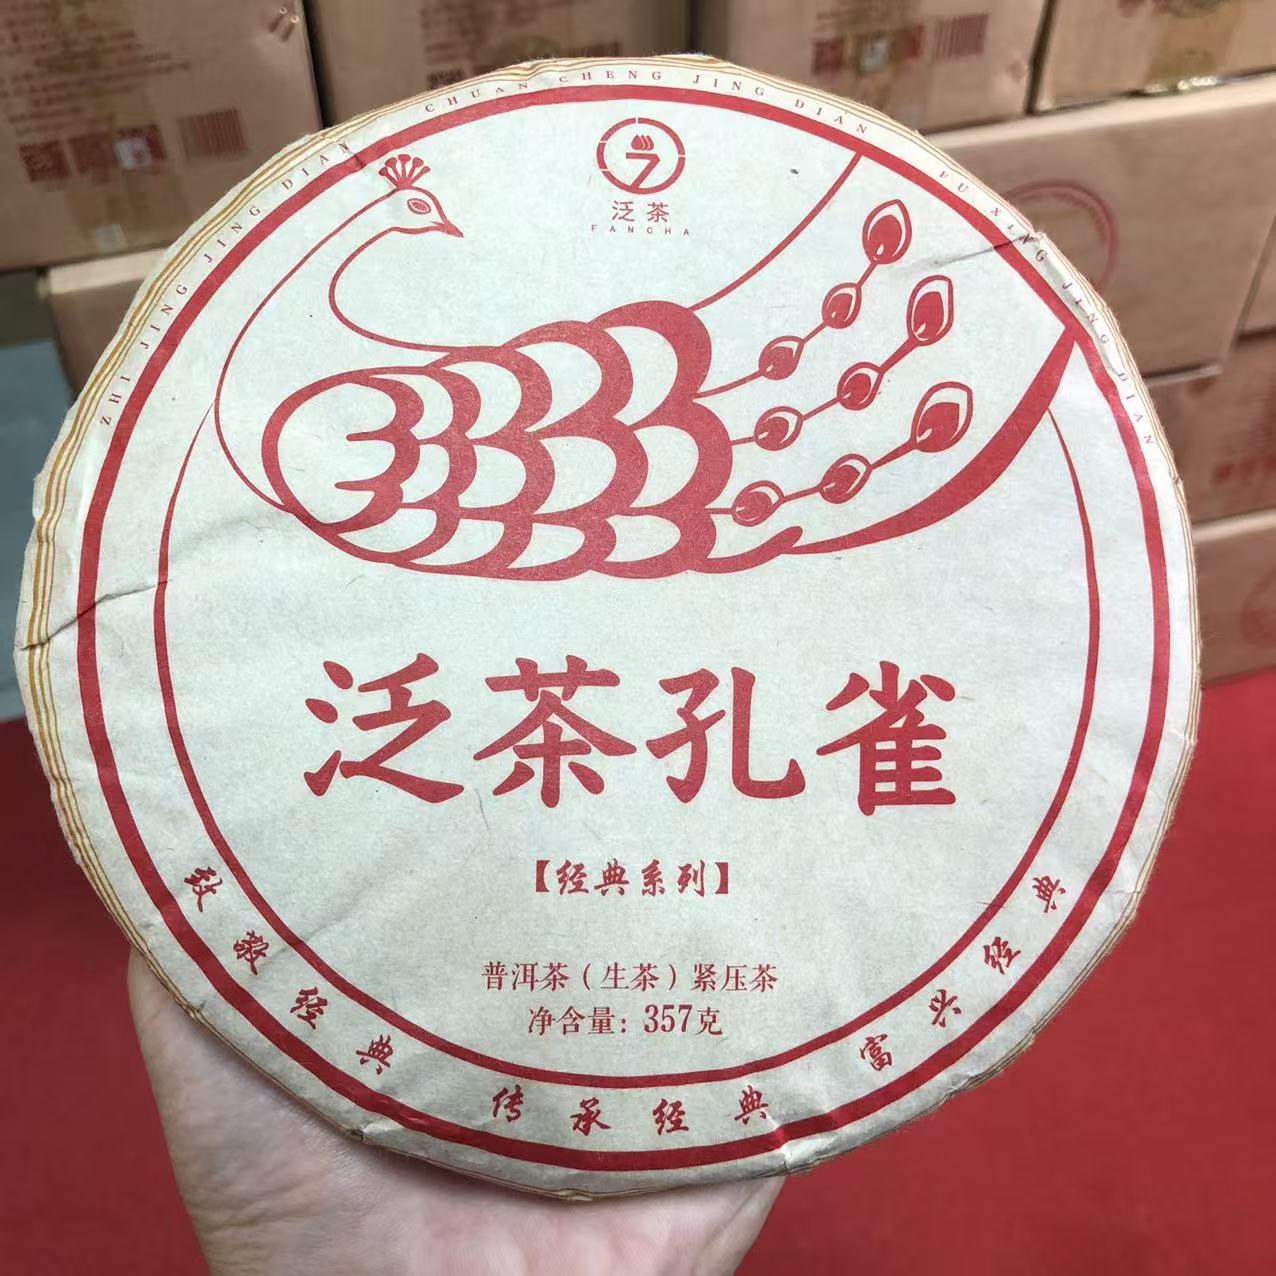 ZHI JING JING DIAN CHUAN CHENG JING DIAN FU XING JING DIAN
泛茶
FANCHA
泛茶孔雀
【经典系列】
普洱茶（生茶）紧压茶
净含量：357克
致敬经典 传承经典 富兴经典